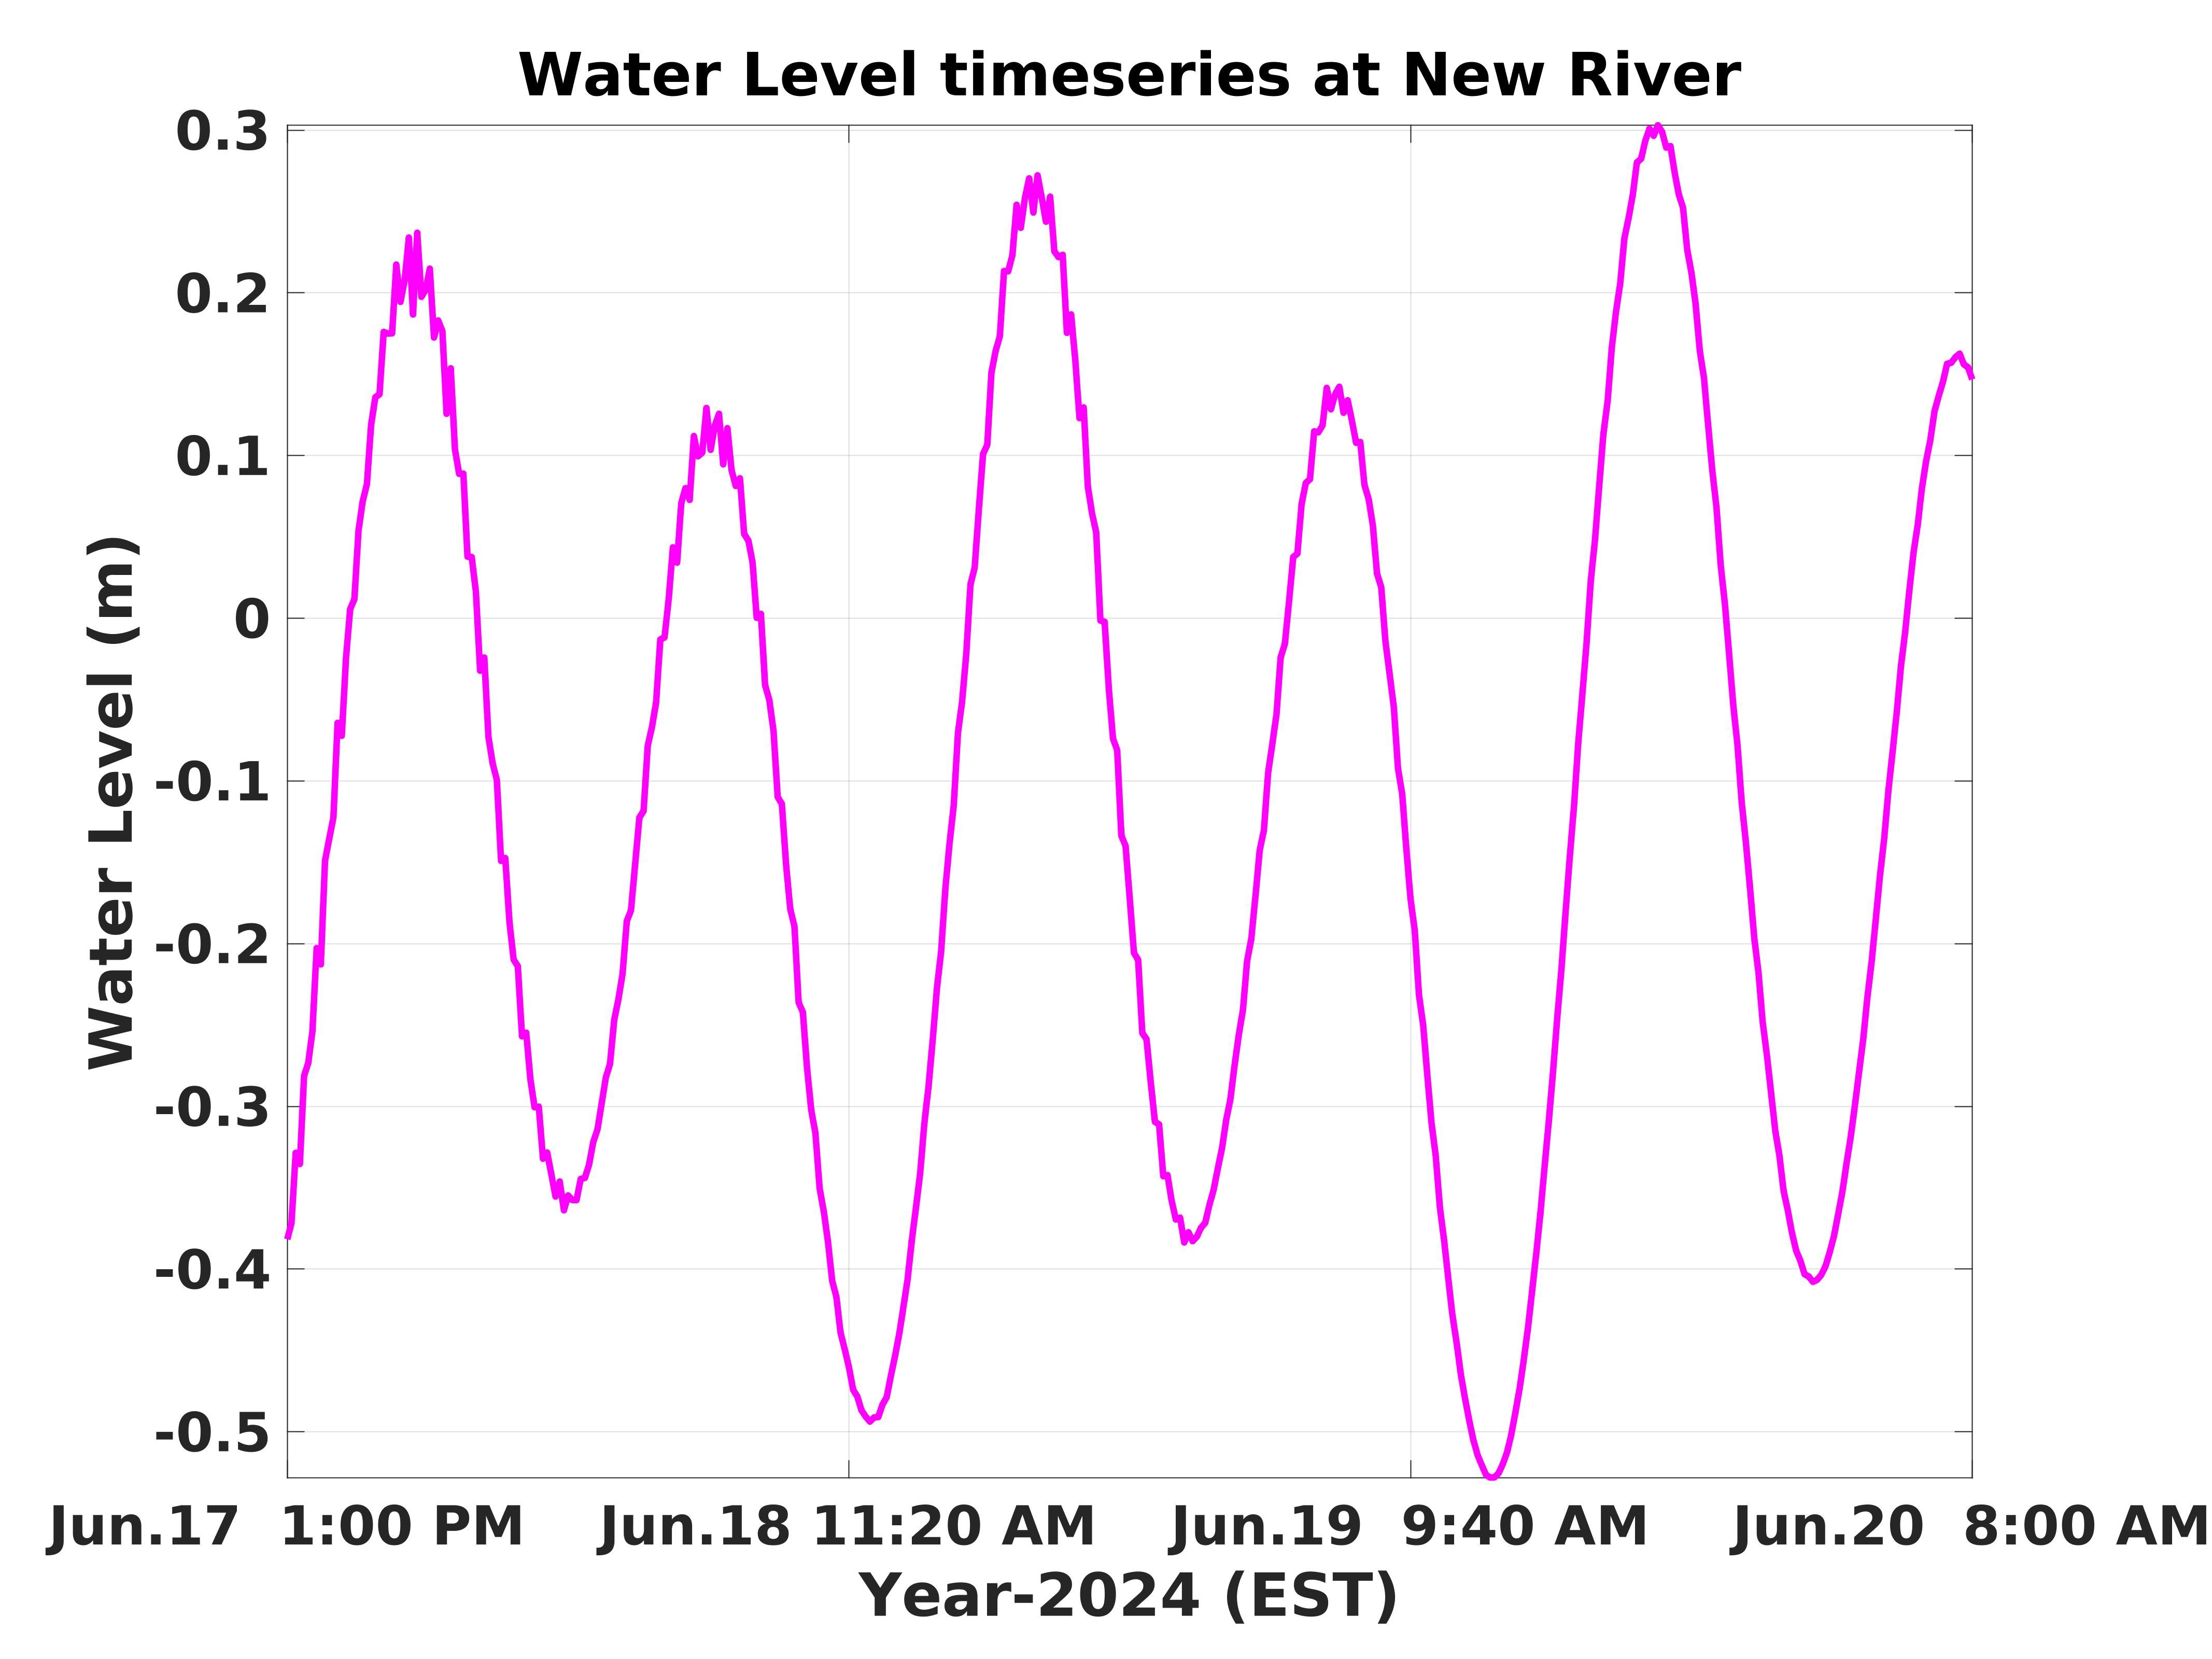 Water Level timeseries at New River
0.3
0.2
0.1
0
-0.1
-0.2
-0.3
-0.4
-0.5
Water Level (m)
Jun.17 1:00 PM
Jun.18 11:20 AM
Jun.19 9:40 AM
Jun.20 8:00 AM
Year-2024 (EST)